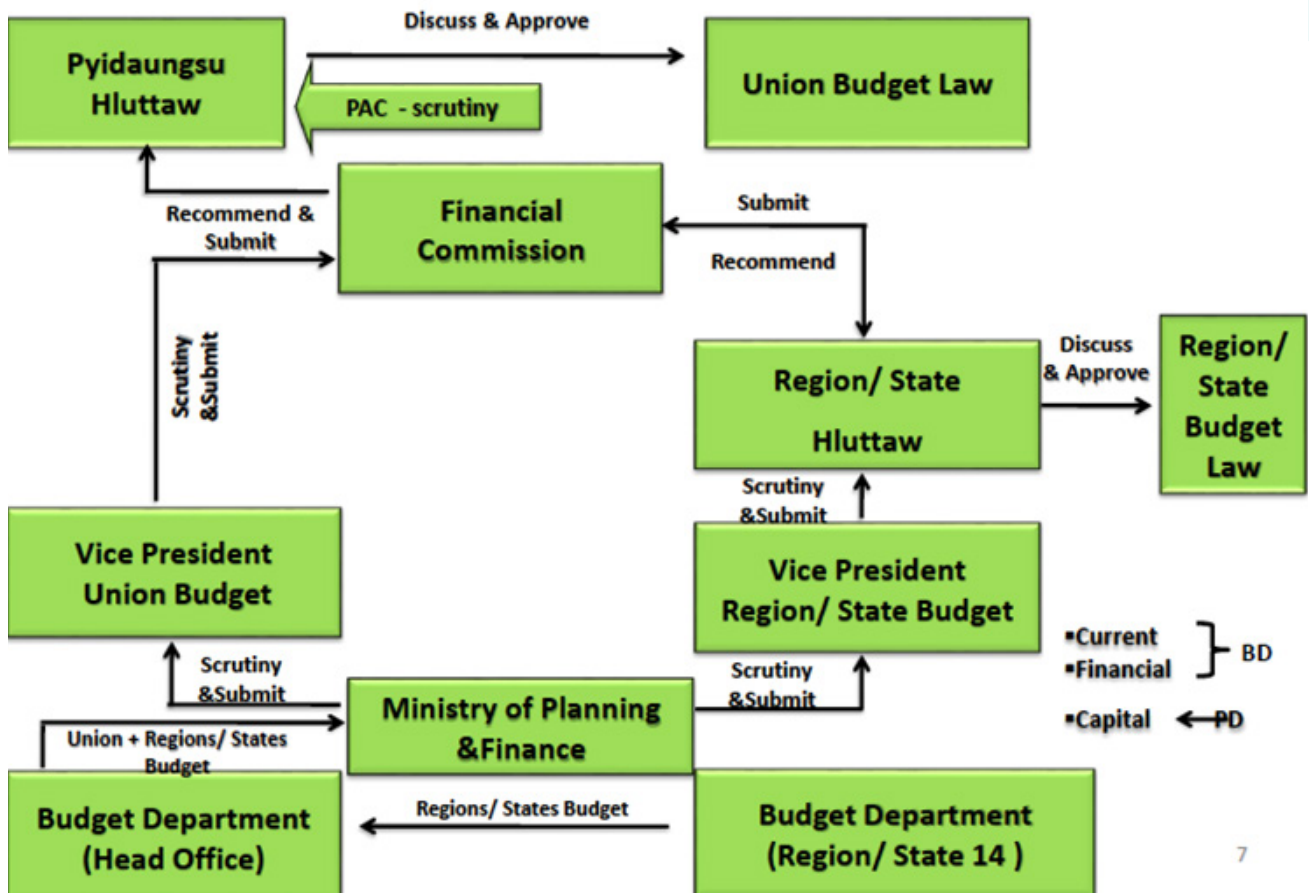 Discuss & Approve
Pyidaungsu
Hluttaw
PAC - scrutiny
Union Budget Law
Recommend &
Submit
Financial
Commission
Submit
Recommend
Scrutiny
&Submit
Region/ State
Hluttaw
Discuss
& Approve
Region/
State
Budget
Law
Scrutiny
&Submit
Vice President
Union Budget
Vice President
Region/ State Budget
▪Current
▪Financial
BD
▪Capital
PD
Scrutiny
&Submit
Scrutiny
&Submit
Ministry of Planning
&Finance
Union + Regions/ States
Budget
Budget Department
(Head Office)
Regions/ States Budget
Budget Department
(Region/ State 14 )
7